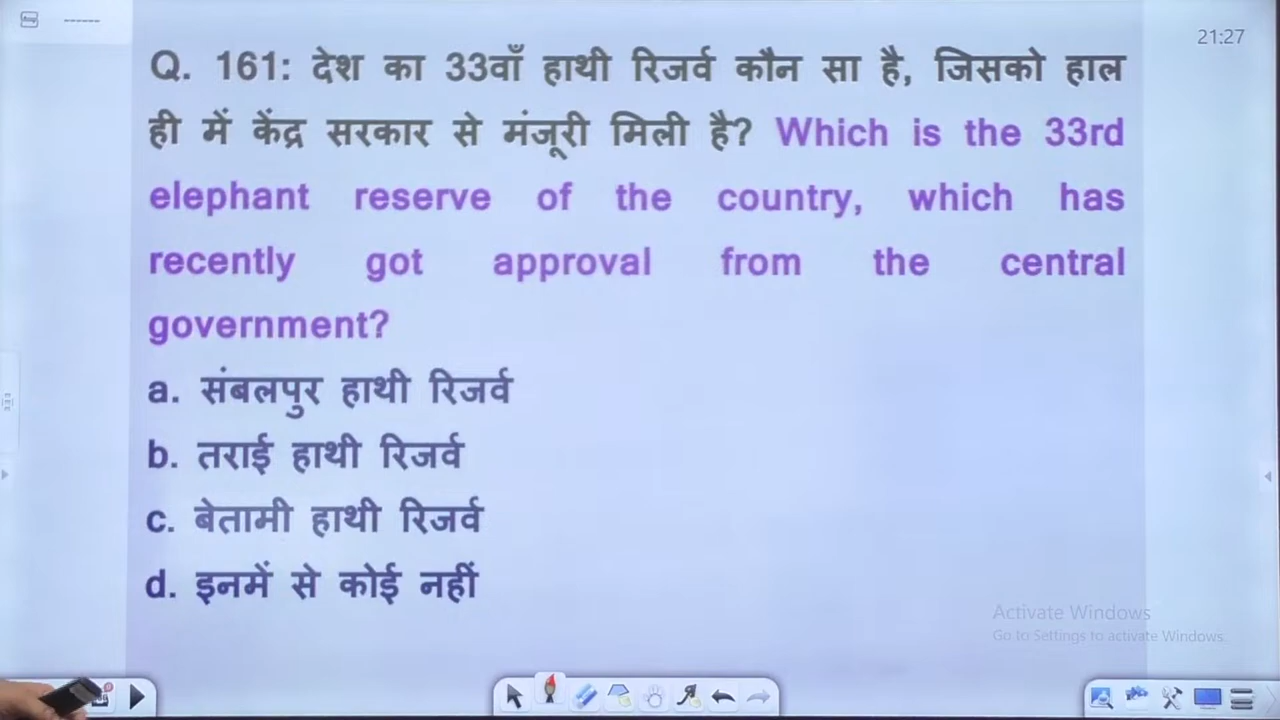 21:27
Q. 161: देश का 33वाँ हाथी रिजर्व कौन सा है, जिसको हाल
ही में केंद्र सरकार से मंजूरी मिली है? Which is the 33rd
elephant reserve of the country, which has
recently got approval from the central
government?
a. संबलपुर हाथी रिजर्व
b. तराई हाथी रिजर्व
c. बेतामी हाथी रिजर्व
d. इनमें से कोई नहीं
Activate Windows
Go to Settings to activate Windows.